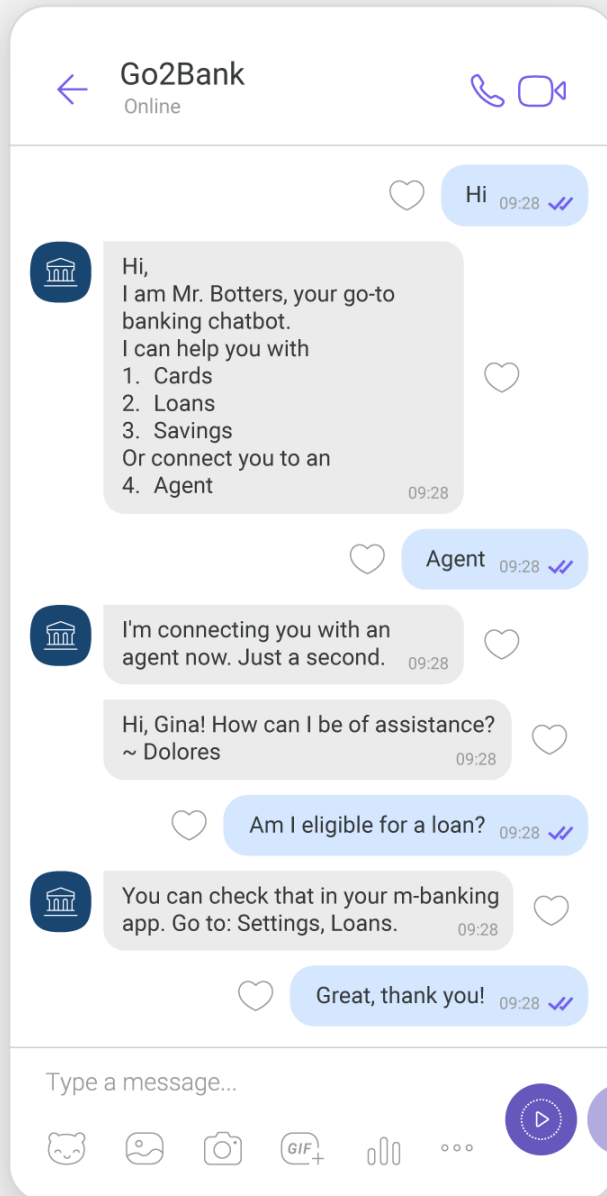 Go2Bank
Online
Hi 09:28
Hi,
I am Mr. Botters, your go-to
banking chatbot.
I can help you with
1. Cards
2. Loans
3. Savings
Or connect you to an
4. Agent 09:28
Agent 09:28
I'm connecting you with an
agent now. Just a second. 09:28
Hi, Gina! How can I be of assistance?
~ Dolores 09:28
Am I eligible for a loan? 09:28
You can check that in your m-banking
app. Go to: Settings, Loans. 09:28
Great, thank you! 09:28
Type a message...
GIF